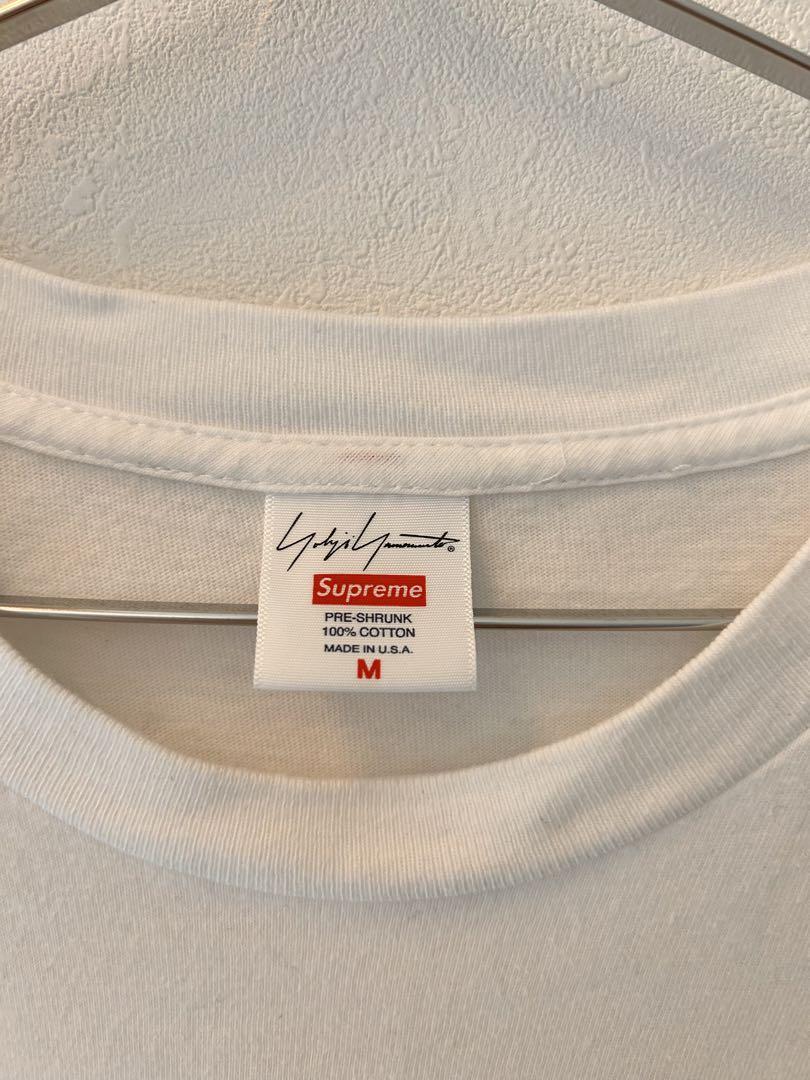 Yohji Yamamoto®
Supreme
PRE-SHRUNK
100% COTTON
MADE IN U.S.A.
M